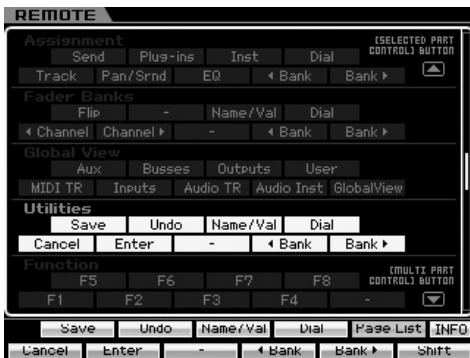 REMOTE
Assignment [SELECTED PART
Send Plug-ins Inst Dial CONTROL] BUTTON
Track Pan/Srnd EQ ◀ Bank Bank ▶
Fader Banks
Flip - Name/Val Dial
◀ Channel Channel ▶ - ◀ Bank Bank ▶
Global View
Aux Busses Outputs User
MIDI TR Inputs Audio TR Audio Inst GlobalView
Utilities
Save Undo Name/Val Dial
Cancel Enter - ◀ Bank Bank ▶
Function [MULTI PART
F5 F6 F7 F8 CONTROL] BUTTON
F1 F2 F3 F4 -
Save Undo Name/Val Dial Page List INFO
Cancel Enter - ◀ Bank Bank ▶ Shift